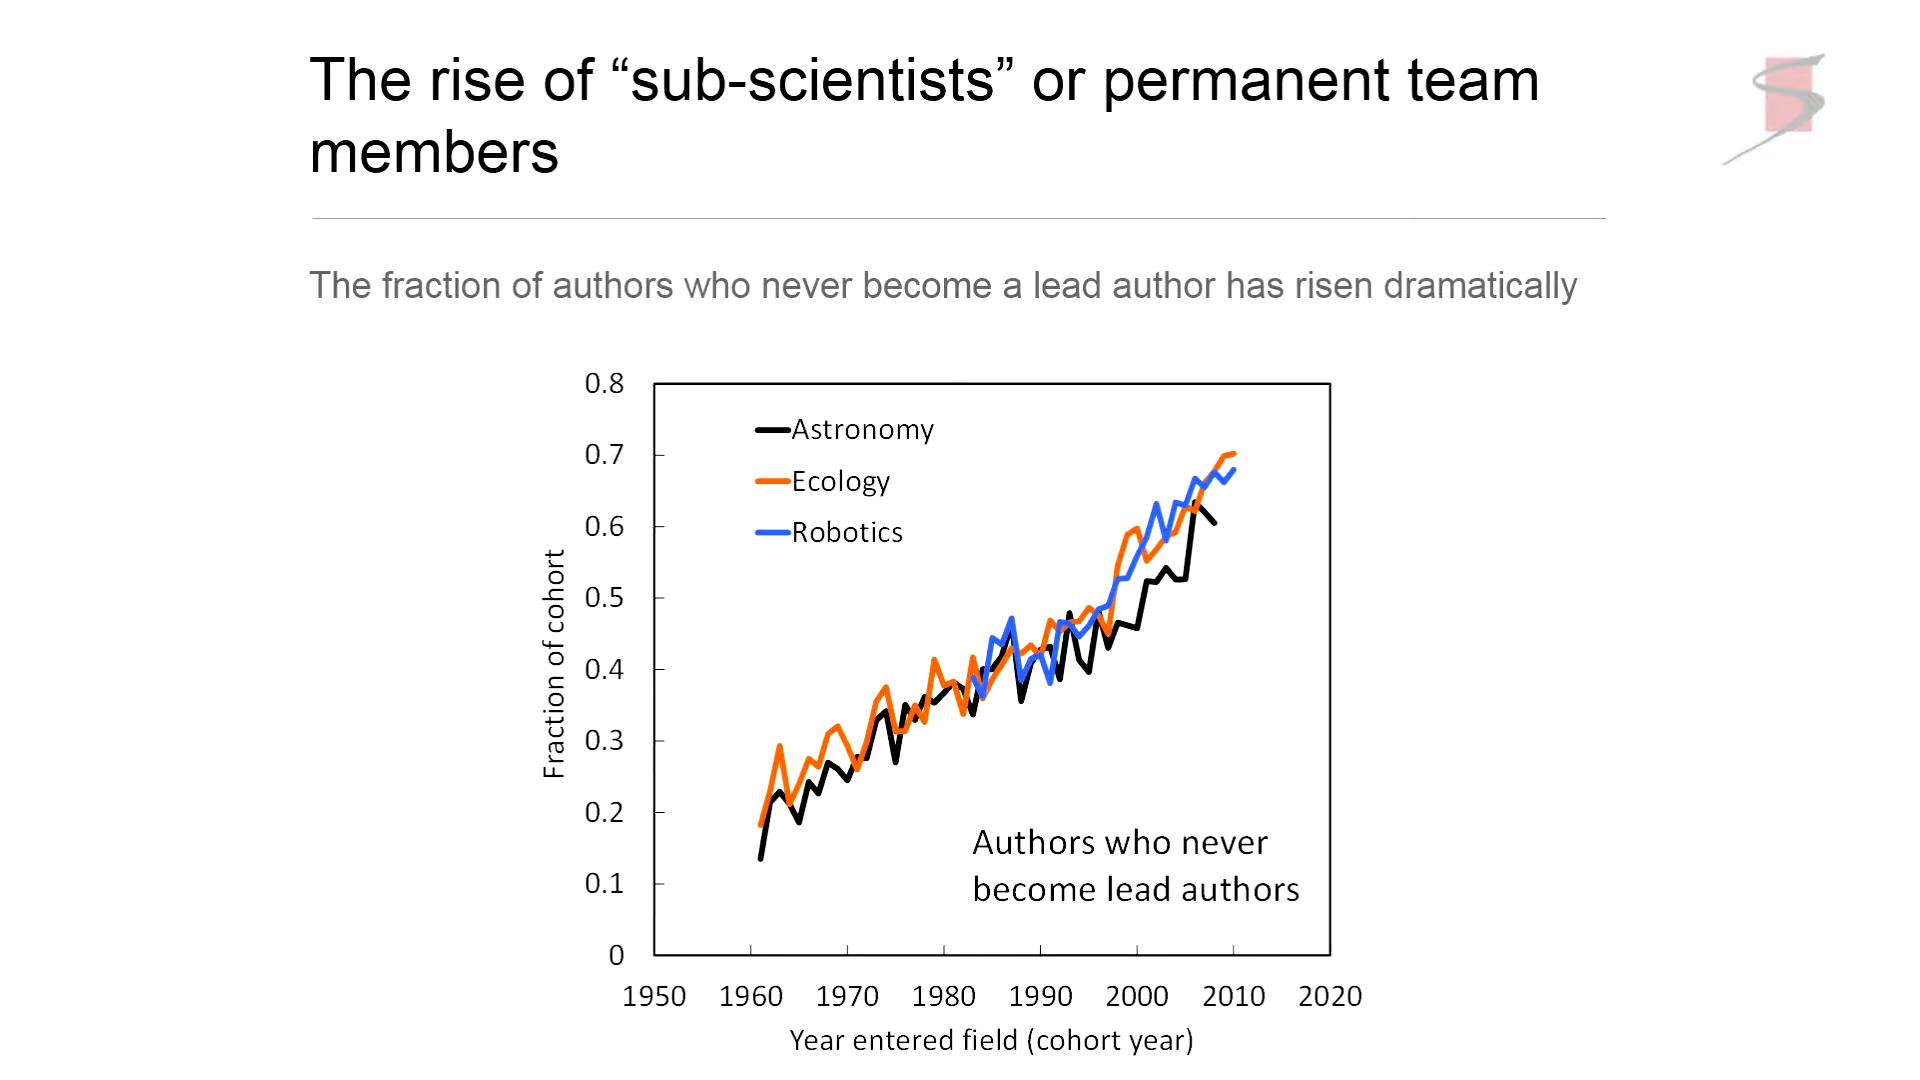 The rise of “sub-scientists” or permanent team
members
The fraction of authors who never become a lead author has risen dramatically
0.8
0.7
0.6
0.5
0.4
0.3
0.2
0.1
0
Fraction of cohort
Astronomy
Ecology
Robotics
Authors who never
become lead authors
1950 1960 1970 1980 1990 2000 2010 2020
Year entered field (cohort year)